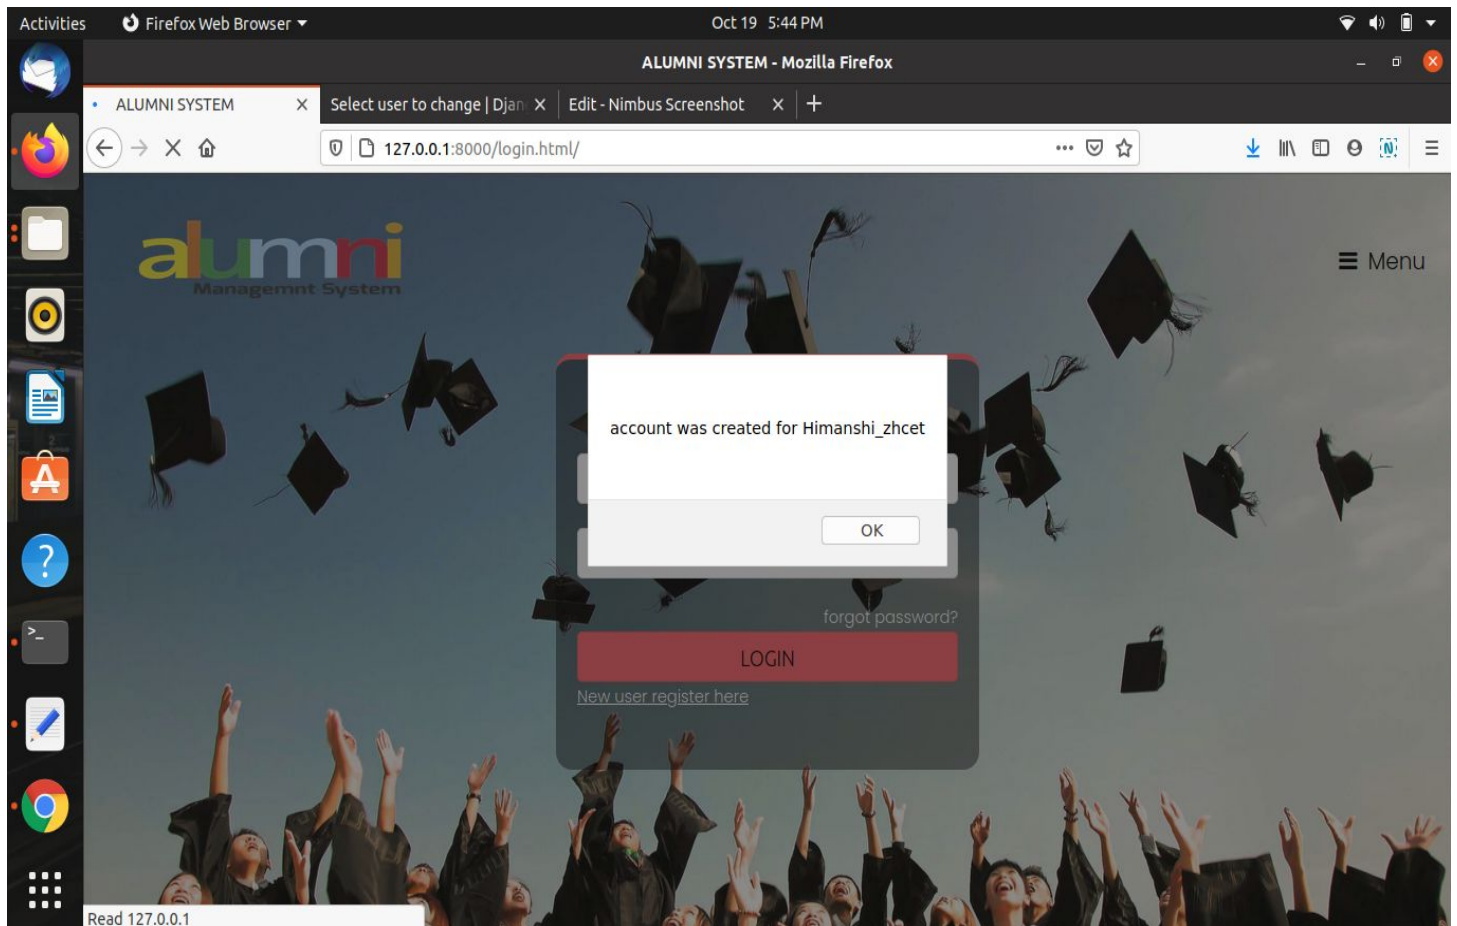 Activities Firefox Web Browser Oct 19 5:44 PM
ALUMNI SYSTEM - Mozilla Firefox
ALUMNI SYSTEM Select user to change | Djan Edit - Nimbus Screenshot
127.0.0.1:8000/login.html/
alumni
Managemnt System
Menu
account was created for Himanshi_zhcet
OK
forgot password?
LOGIN
New user register here
Read 127.0.0.1